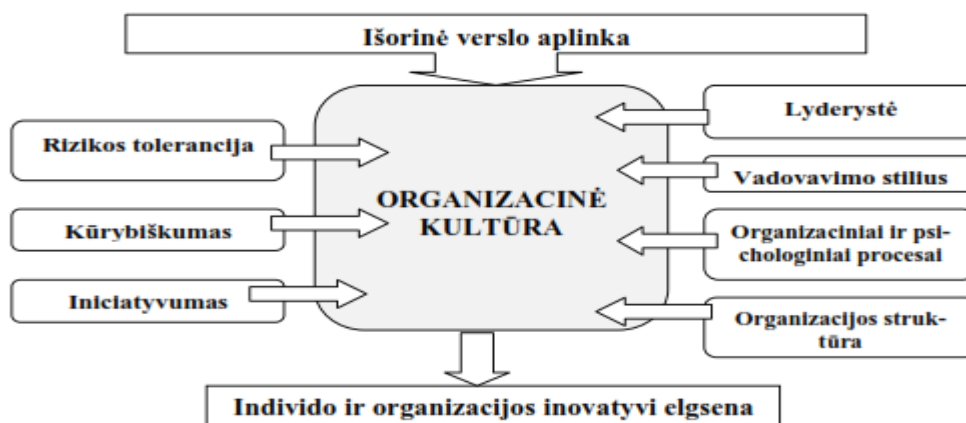 Išorinė verslo aplinka
Rizikos tolerancija
Kūrybiškumas
Iniciatyvumas
ORGANIZACINĖ
KULTŪRA
Lyderystė
Vadovavimo stilius
Organizaciniai ir psi-
chologiniai procesai
Organizacijos struk-
tūra
Individo ir organizacijos inovatyvi elgsena